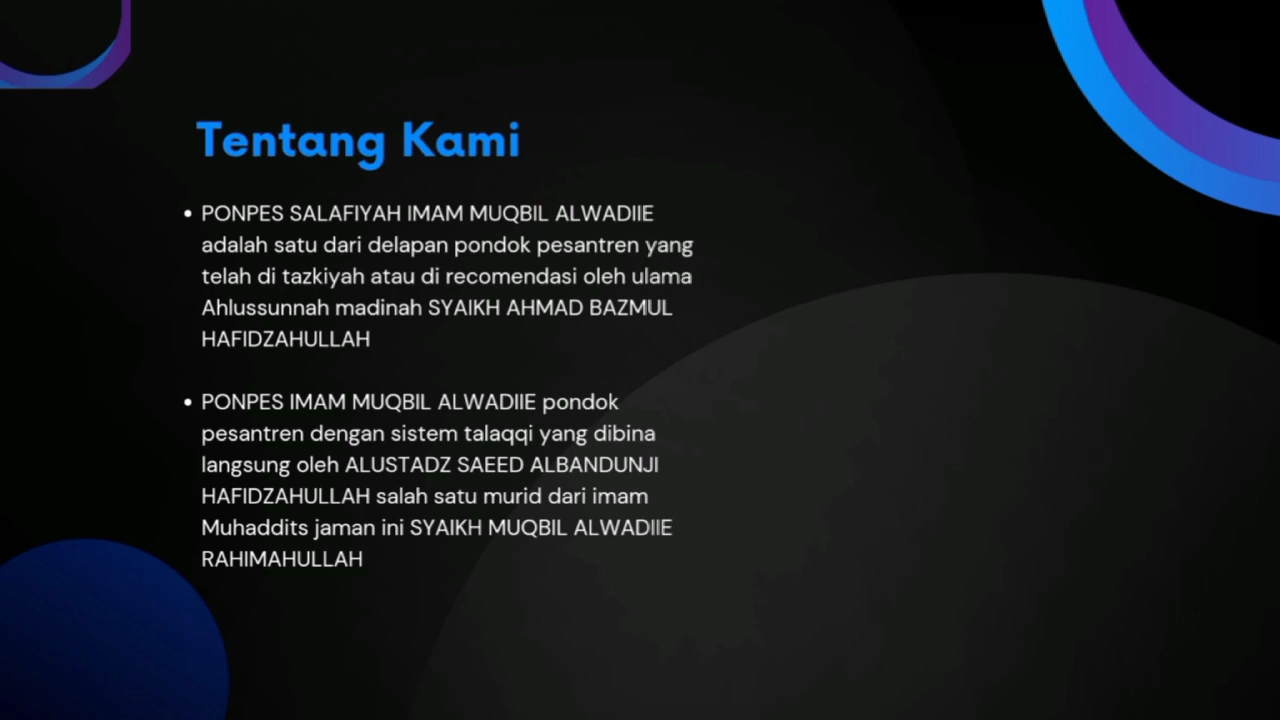 Tentang Kami
• PONPES SALAFIYAH IMAM MUQBIL ALWADIIE
adalah satu dari delapan pondok pesantren yang
telah di tazkiyah atau di recomendasi oleh ulama
Ahlussunnah madinah SYAIKH AHMAD BAZMUL
HAFIDZAHULLAH
• PONPES IMAM MUQBIL ALWADIIE pondok
pesantren dengan sistem talaqqi yang dibina
langsung oleh ALUSTADZ SAEED ALBANDUNJI
HAFIDZAHULLAH salah satu murid dari imam
Muhaddits jaman ini SYAIKH MUQBIL ALWADIIE
RAHIMAHULLAH